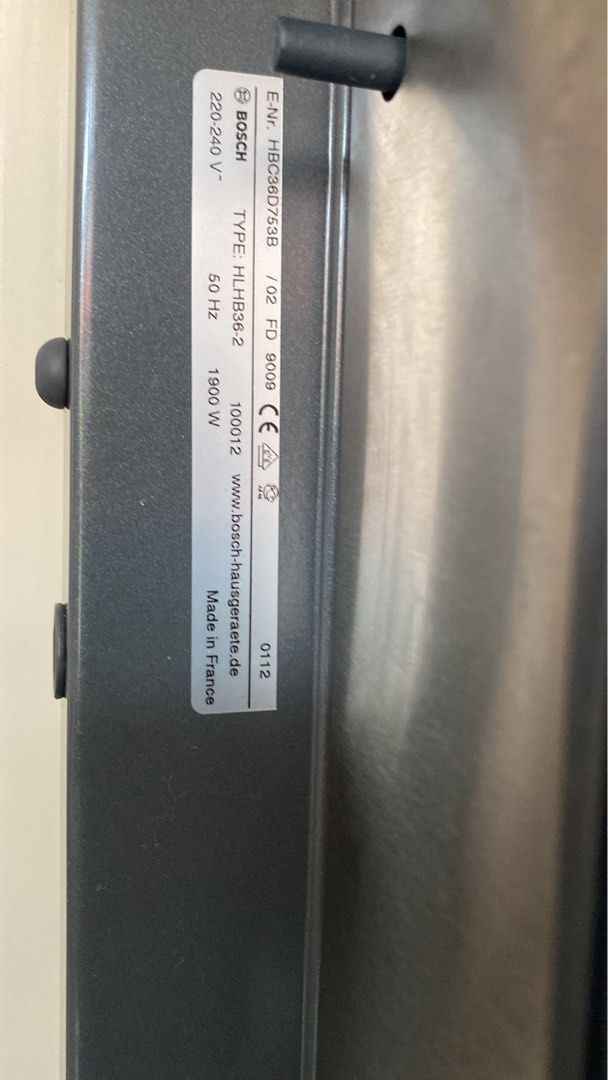 E-Nr. HBC36D753B / 02 FD 9009 CE 0112
BOSCH TYPE: HLHB36-2 100012 www.bosch-hausgeraete.de
220-240 V~ 50 Hz 1900 W Made in France